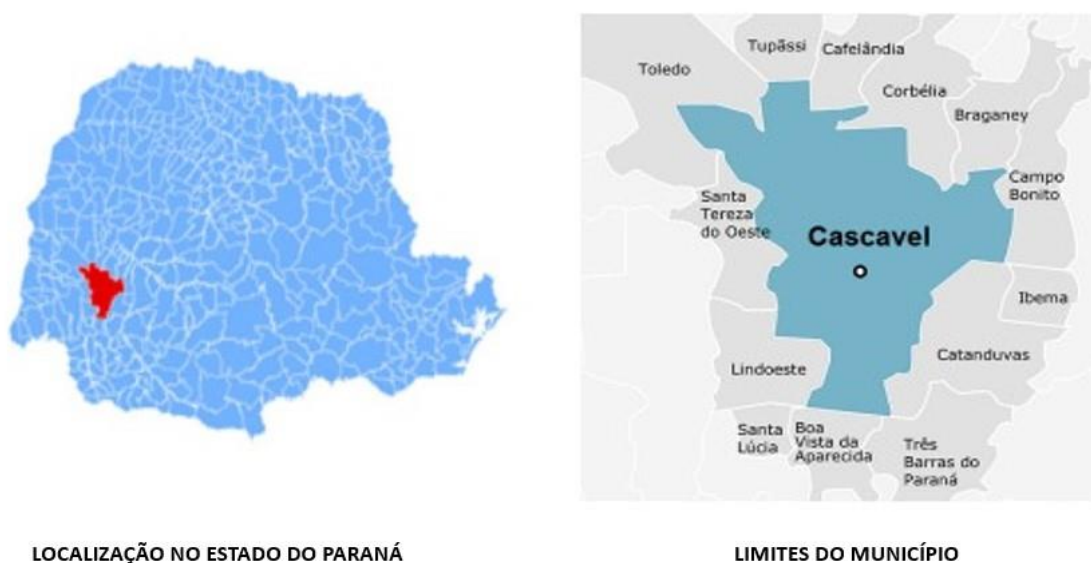 Tupãssi
Cafelândia
Toledo
Corbélia
Braganey
Campo
Bonito
Santa
Tereza
do Oeste
Cascavel
Ibema
Catanduvas
Lindoeste
Santa
Lúcia
Boa
Vista da
Aparecida
Três
Barras do
Paraná
LOCALIZAÇÃO NO ESTADO DO PARANÁ
LIMITES DO MUNICÍPIO